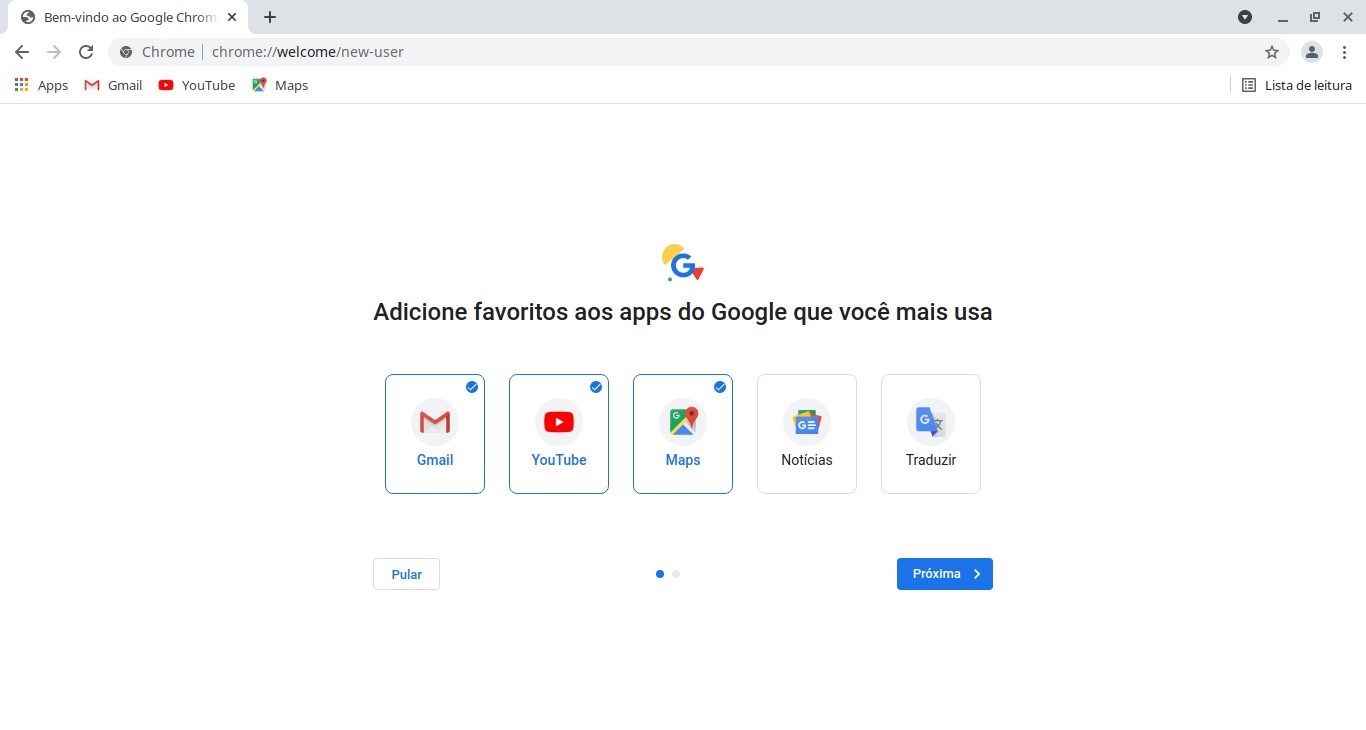 Bem-vindo ao Google Chrom
Chrome chrome://welcome/new-user
Apps Gmail YouTube Maps Lista de leitura
Adicione favoritos aos apps do Google que você mais usa
Gmail YouTube Maps Notícias Traduzir
Pular Próxima